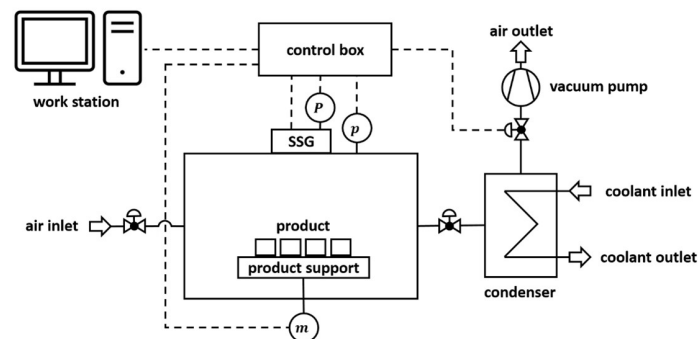 air outlet
control box
vacuum pump
work station
P
p
SSG
coolant inlet
air inlet
product
product support
coolant outlet
condenser
m